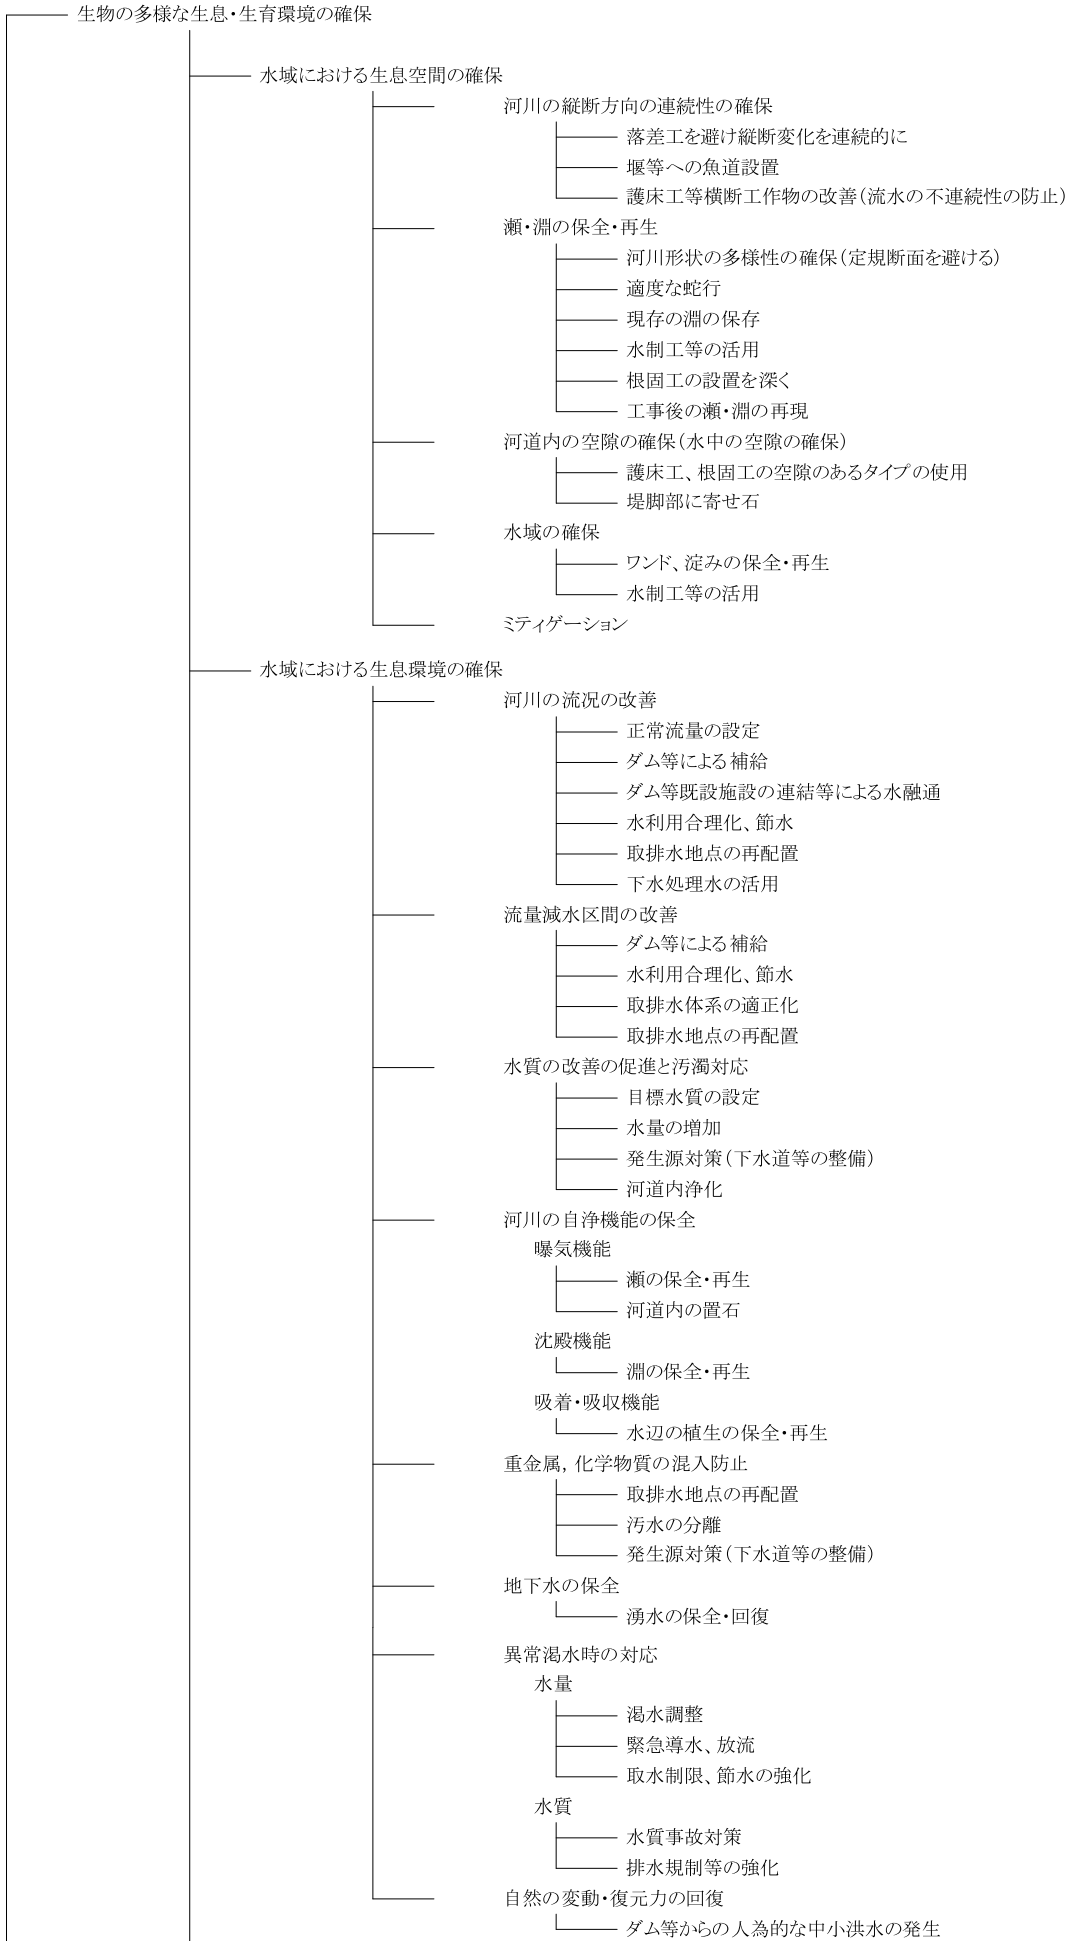 生物の多様な生息・生育環境の確保
水域における生息空間の確保
河川の縦断方向の連続性の確保
落差工を避け縦断変化を連続的に
堰等への魚道設置
護床工等横断工作物の改善（流水の不連続性の防止）
瀬・淵の保全・再生
河川形状の多様性の確保（定規断面を避ける）
適度な蛇行
現存の淵の保存
水制工等の活用
根固工の設置を深く
工事後の瀬・淵の再現
河道内の空隙の確保（水中の空隙の確保）
護床工、根固工の空隙のあるタイプの使用
堤脚部に寄せ石
水域の確保
ワンド、淀みの保全・再生
水制工等の活用
ミティゲーション
水域における生息環境の確保
河川の流況の改善
正常流量の設定
ダム等による補給
ダム等既設施設の連結等による水融通
水利用合理化、節水
取排水地点の再配置
下水処理水の活用
流量減水区間の改善
ダム等による補給
水利用合理化、節水
取排水体系の適正化
取排水地点の再配置
水質の改善の促進と汚濁対応
目標水質の設定
水量の増加
発生源対策（下水道等の整備）
河道内浄化
河川の自浄機能の保全
曝気機能
瀬の保全・再生
河道内の置石
沈殿機能
淵の保全・再生
吸着・吸収機能
水辺の植生の保全・再生
重金属，化学物質の混入防止
取排水地点の再配置
汚水の分離
発生源対策（下水道等の整備）
地下水の保全
湧水の保全・回復
異常渇水時の対応
水量
渇水調整
緊急導水、放流
取水制限、節水の強化
水質
水質事故対策
排水規制等の強化
自然の変動・復元力の回復
ダム等からの人為的な中小洪水の発生